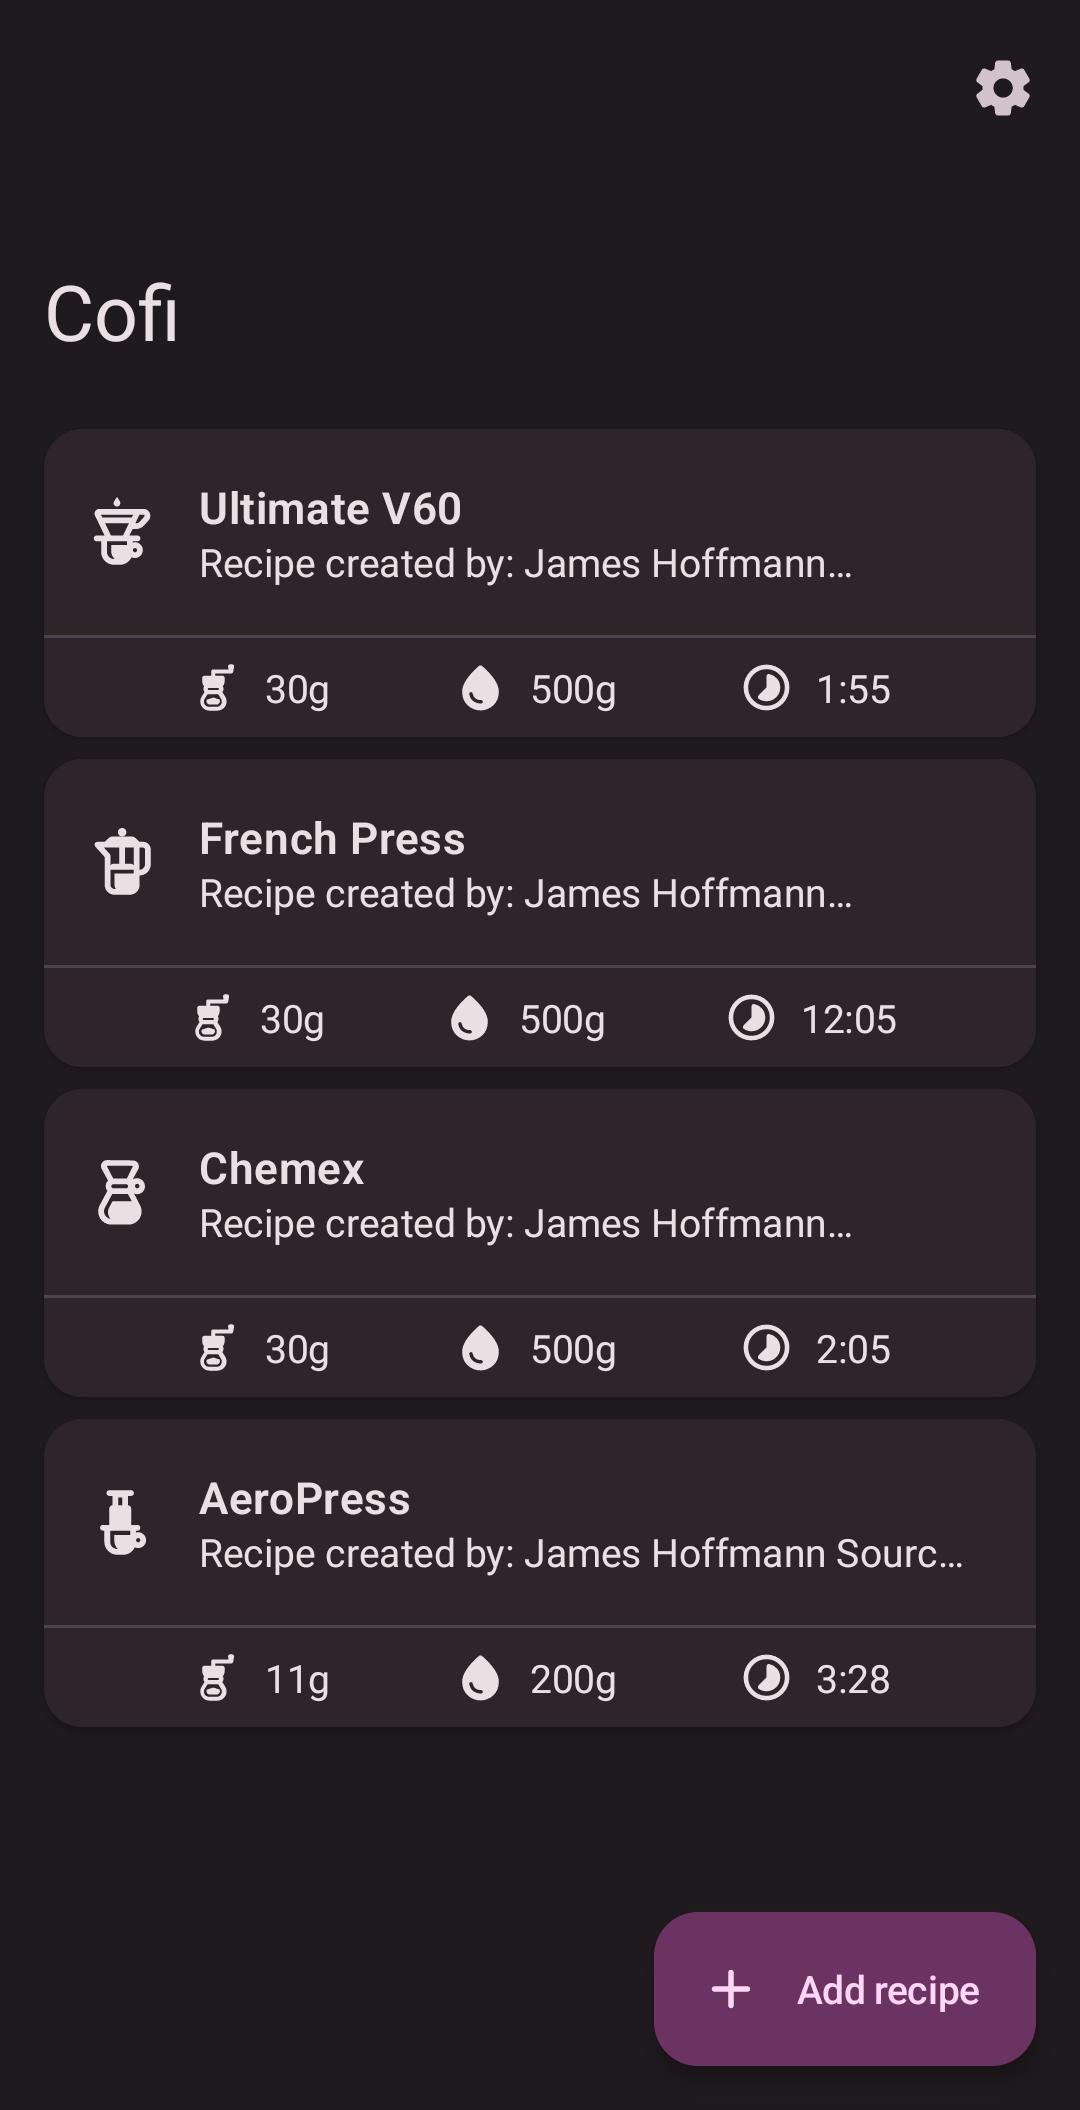 Cofi
Ultimate V60
Recipe created by: James Hoffmann...
30g 500g 1:55
French Press
Recipe created by: James Hoffmann...
30g 500g 12:05
Chemex
Recipe created by: James Hoffmann...
30g 500g 2:05
AeroPress
Recipe created by: James Hoffmann Sourc...
11g 200g 3:28
Add recipe